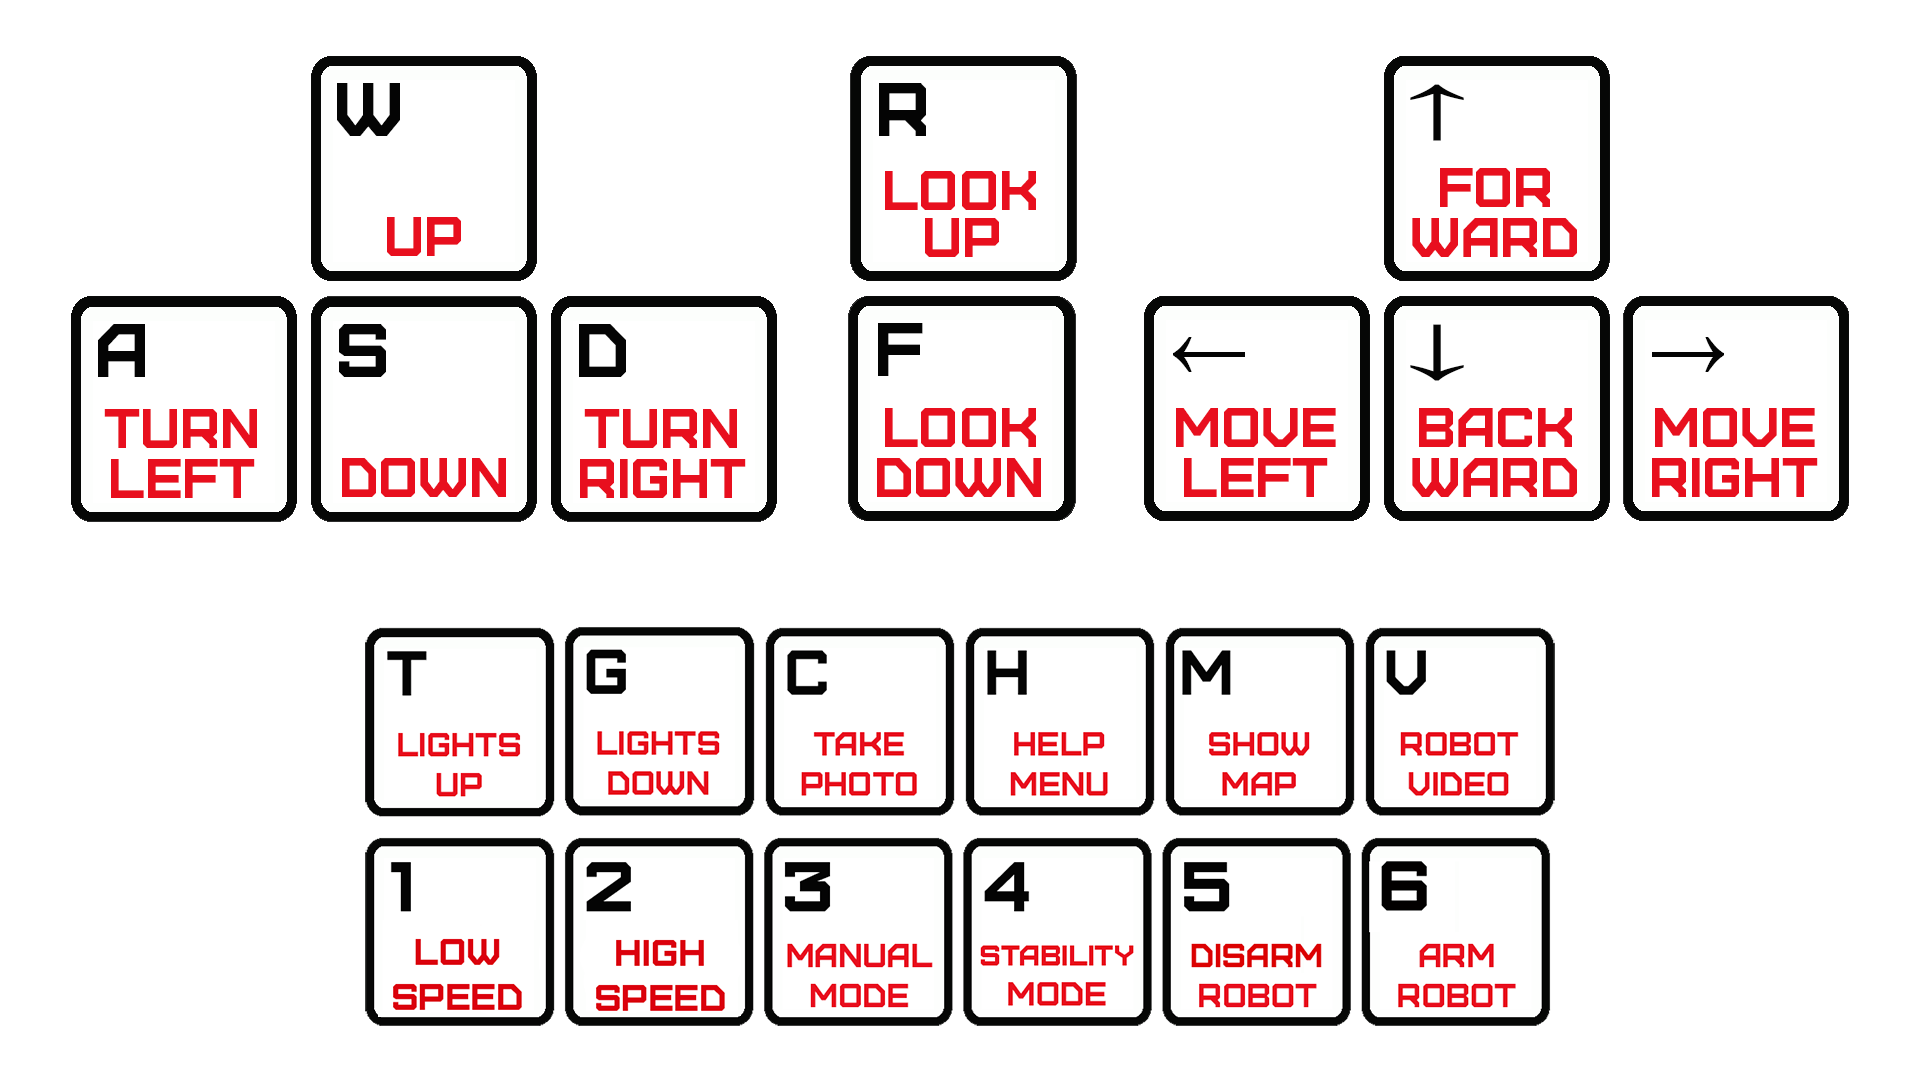 W
UP
R
LOOK
UP
↑
FOR
WARD
A
TURN
LEFT
S
DOWN
D
TURN
RIGHT
F
LOOK
DOWN
←
MOVE
LEFT
↓
BACK
WARD
→
MOVE
RIGHT
T
LIGHTS
UP
G
LIGHTS
DOWN
C
TAKE
PHOTO
H
HELP
MENU
M
SHOW
MAP
V
ROBOT
VIDEO
1
LOW
SPEED
2
HIGH
SPEED
3
MANUAL
MODE
4
STABILITY
MODE
5
DISARM
ROBOT
6
ARM
ROBOT